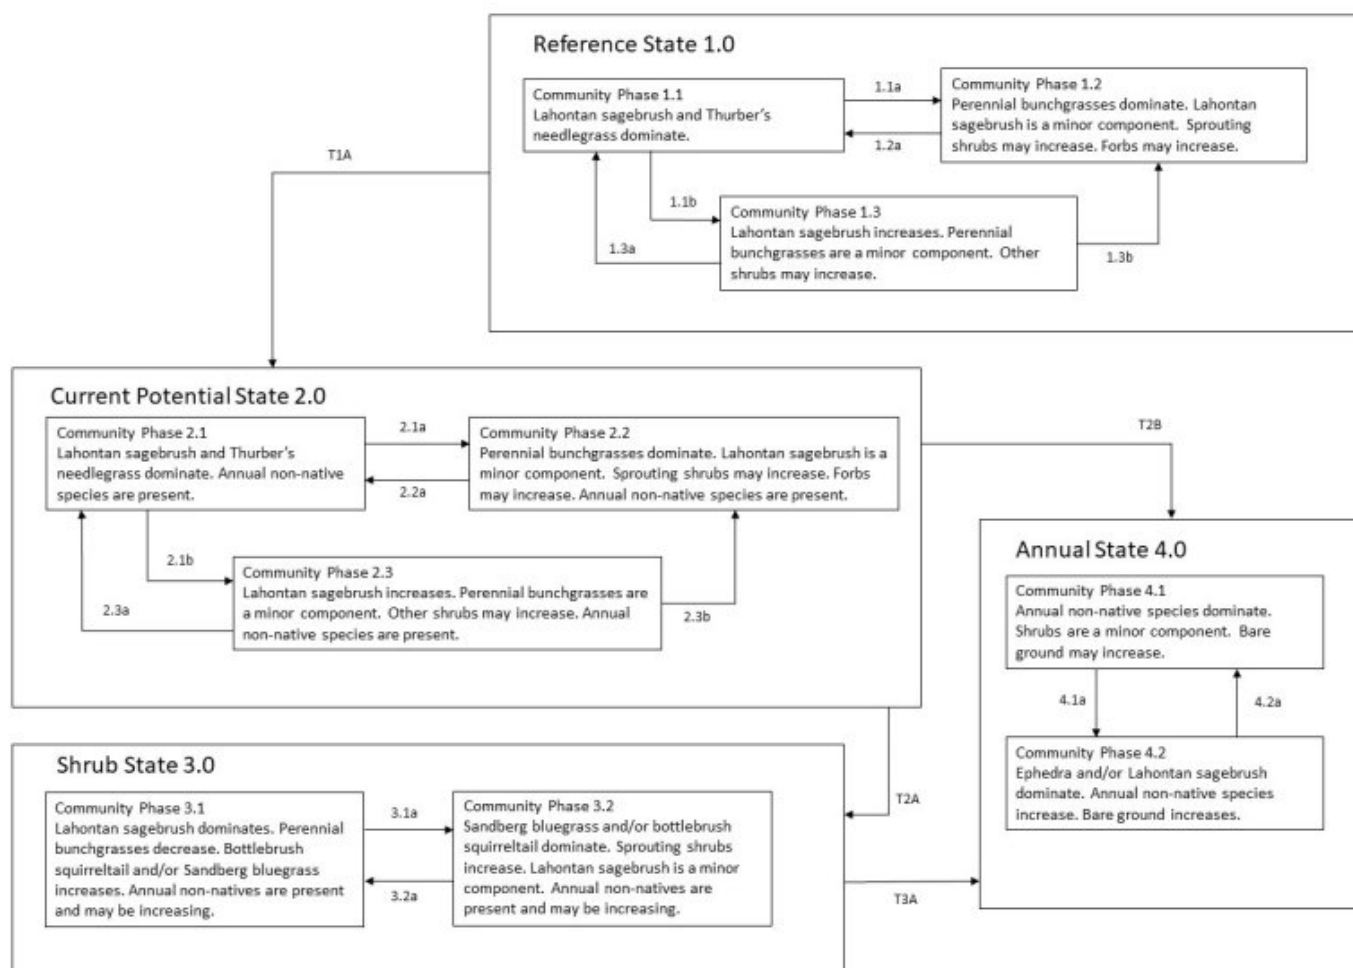 Reference State 1.0
Community Phase 1.1
Lahontan sagebrush and Thurber's
needlegrass dominate.
1.1a
1.2a
Community Phase 1.2
Perennial bunchgrasses dominate. Lahontan
sagebrush is a minor component. Sprouting
shrubs may increase. Forbs may increase.
T1A
1.1b
1.3a
Community Phase 1.3
Lahontan sagebrush increases. Perennial
bunchgrasses are a minor component. Other
shrubs may increase.
1.3b
Current Potential State 2.0
Community Phase 2.1
Lahontan sagebrush and Thurber's
needlegrass dominate. Annual non-native
species are present.
2.1a
2.2a
Community Phase 2.2
Perennial bunchgrasses dominate. Lahontan sagebrush is a
minor component. Sprouting shrubs may increase. Forbs
may increase. Annual non-native species are present.
T2B
2.1b
2.3a
Community Phase 2.3
Lahontan sagebrush increases. Perennial bunchgrasses are
a minor component. Other shrubs may increase. Annual
non-native species are present.
2.3b
Annual State 4.0
Community Phase 4.1
Annual non-native species dominate.
Shrubs are a minor component. Bare
ground may increase.
4.1a
4.2a
Community Phase 4.2
Ephedra and/or Lahontan sagebrush
dominate. Annual non-native species
increase. Bare ground increases.
Shrub State 3.0
Community Phase 3.1
Lahontan sagebrush dominates. Perennial
bunchgrasses decrease. Bottlebrush
squirreltail and/or Sandberg bluegrass
increases. Annual non-natives are present
and may be increasing.
3.1a
3.2a
Community Phase 3.2
Sandberg bluegrass and/or bottlebrush
squirreltail dominate. Sprouting shrubs
increase. Lahontan sagebrush is a minor
component. Annual non-natives are
present and may be increasing.
T2A
T3A